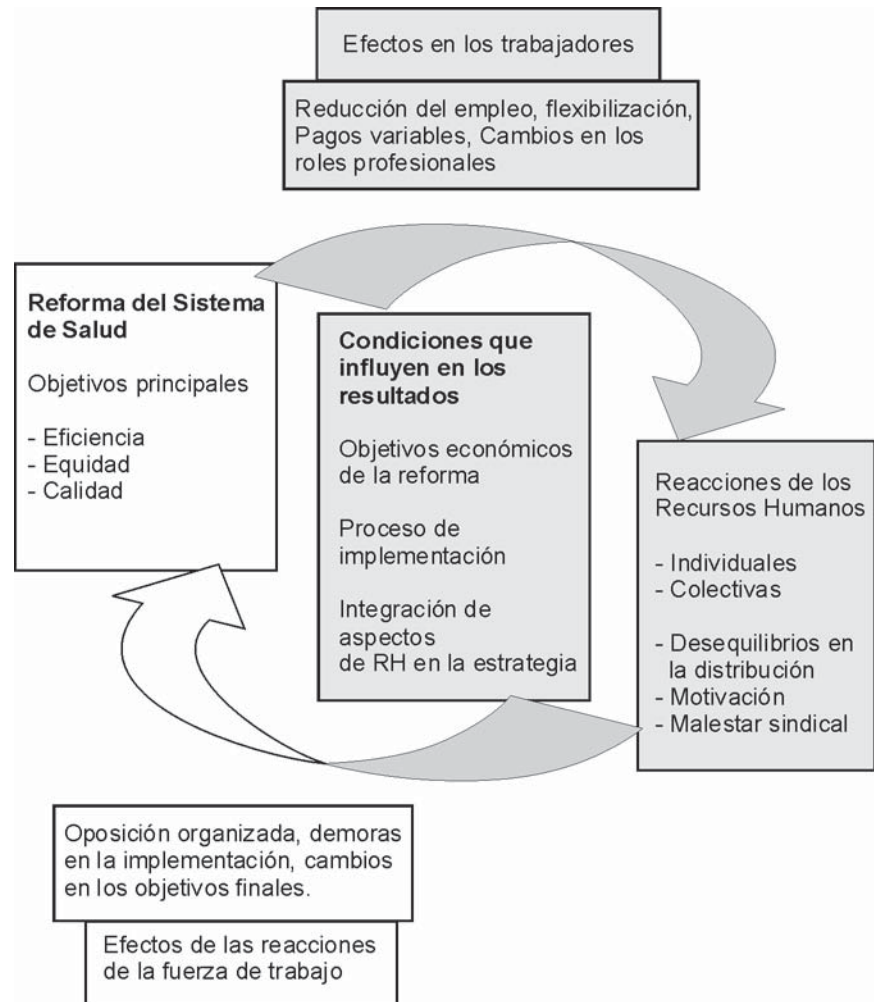 Efectos en los trabajadores
Reducción del empleo, flexibilización,
Pagos variables, Cambios en los
roles profesionales
Reforma del Sistema
de Salud
Objetivos principales
- Eficiencia
- Equidad
- Calidad
Condiciones que
influyen en los
resultados
Objetivos económicos
de la reforma
Proceso de
implementación
Integración de
aspectos
de RH en la estrategia
Reacciones de los
Recursos Humanos
- Individuales
- Colectivas
- Desequilibrios en
la distribución
- Motivación
- Malestar sindical
Oposición organizada, demoras
en la implementación, cambios
en los objetivos finales.
Efectos de las reacciones
de la fuerza de trabajo